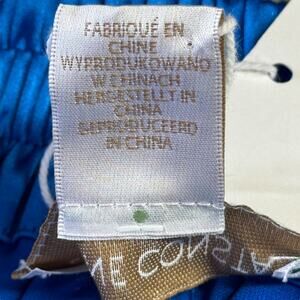 FABRIQUÉ EN
CHINE
WYPRODUKOWANO
W CHINACH
HERGESTELLT IN
CHINA
GEPRODUCEERD
IN CHINA